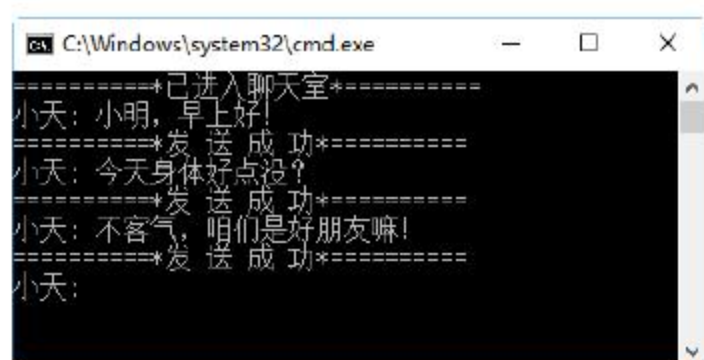 C:\Windows\system32\cmd.exe
==========*已进入聊天室*==========
小天: 小明，早上好!
==========*发 送 成 功*==========
小天: 今天身体好点没?
==========*发 送 成 功*==========
小天: 不客气，咱们是好朋友嘛!
==========*发 送 成 功*==========
小天: